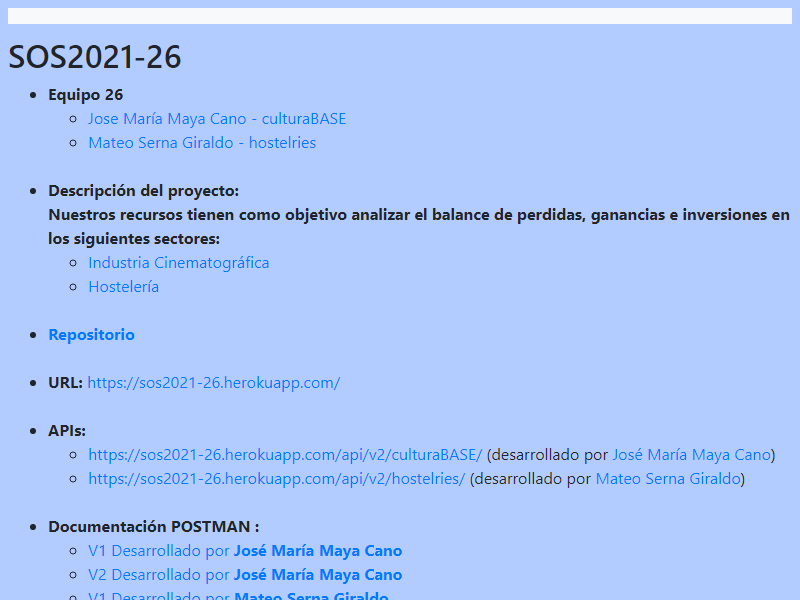 SOS2021-26
Equipo 26
Jose María Maya Cano - culturaBASE
Mateo Serna Giraldo - hostelries
Descripción del proyecto:
Nuestros recursos tienen como objetivo analizar el balance de perdidas, ganancias e inversiones en
los siguientes sectores:
Industria Cinematográfica
Hostelería
Repositorio
URL: https://sos2021-26.herokuapp.com/
APIs:
https://sos2021-26.herokuapp.com/api/v2/culturaBASE/ (desarrollado por José María Maya Cano)
https://sos2021-26.herokuapp.com/api/v2/hostelries/ (desarrollado por Mateo Serna Giraldo)
Documentación POSTMAN :
V1 Desarrollado por José María Maya Cano
V2 Desarrollado por José María Maya Cano
V1 Desarrollado por Mateo Serna Giraldo